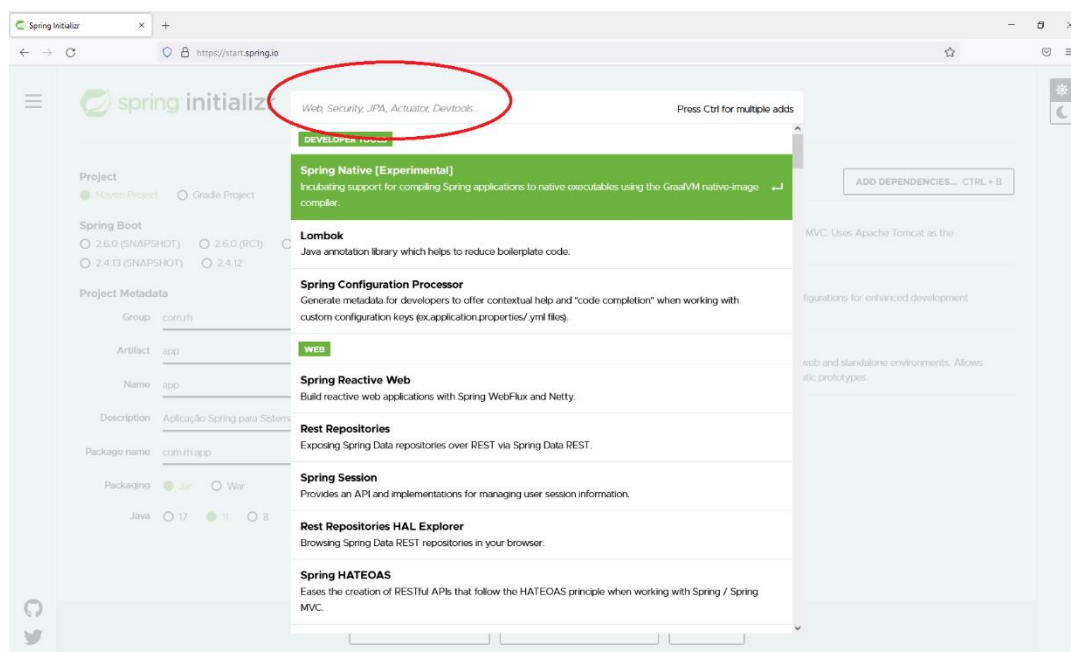 Spring Initializr
https://start.spring.io
spring initializr
Web, Security, JPA, Actuator, Devtools...
Press Ctrl for multiple adds
DEVELOPER TOOLS
Spring Native [Experimental]
Incubating support for compiling Spring applications to native executables using the GraalVM native-image
compiler.
Lombok
Java annotation library which helps to reduce boilerplate code.
Spring Configuration Processor
Generate metadata for developers to offer contextual help and "code completion" when working with
custom configuration keys (ex.application.properties/.yml files).
WEB
Spring Reactive Web
Build reactive web applications with Spring WebFlux and Netty.
Rest Repositories
Exposing Spring Data repositories over REST via Spring Data REST.
Spring Session
Provides an API and implementations for managing user session information.
Rest Repositories HAL Explorer
Browsing Spring Data REST repositories in your browser.
Spring HATEOAS
Eases the creation of RESTful APIs that follow the HATEOAS principle when working with Spring / Spring
MVC.
Project
Maven Project Gradle Project
Spring Boot
2.6.0 (SNAPSHOT) 2.6.0 (RC1)
2.4.13 (SNAPSHOT) 2.4.12
Project Metadata
Group com.rh
Artifact app
Name app
Description Aplicação Spring para Sistem
Package name com.rh.app
Packaging Jar War
Java 17 11 8
ADD DEPENDENCIES... CTRL + B
MVC. Uses Apache Tomcat as the
figurations for enhanced development
web and standalone environments. Allows
atic prototypes.